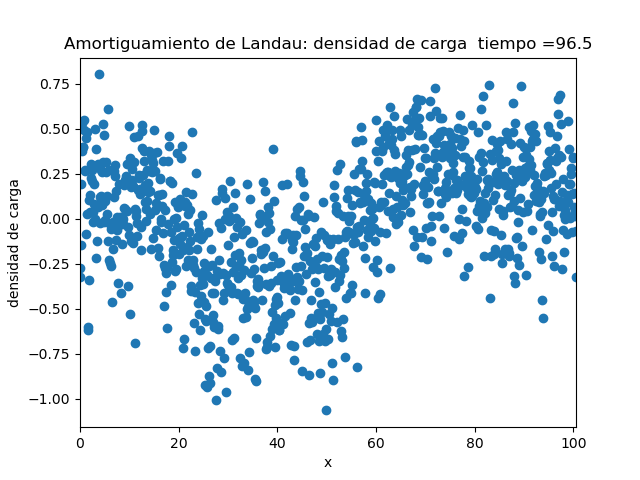 Amortiguamiento de Landau: densidad de carga  tiempo =96.5
densidad de carga
0.75
0.50
0.25
0.00
−0.25
−0.50
−0.75
−1.00
0 20 40 60 80 100
x